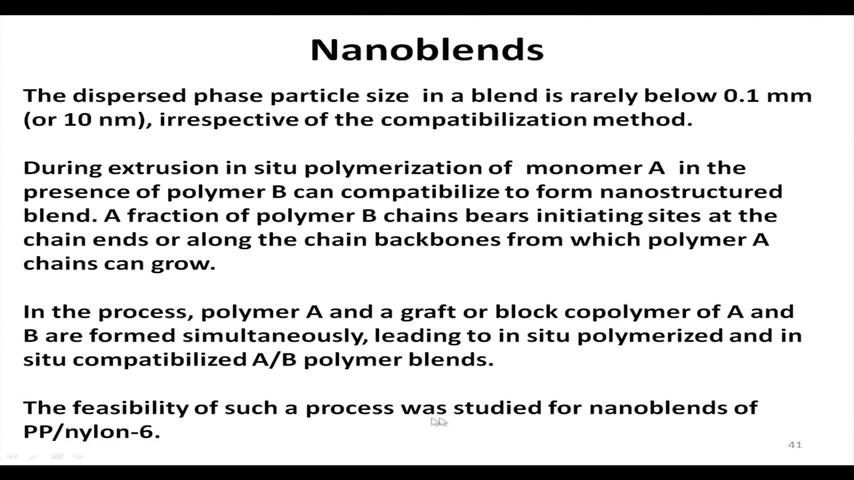 Nanoblends
The dispersed phase particle size in a blend is rarely below 0.1 mm
(or 10 nm), irrespective of the compatibilization method.
During extrusion in situ polymerization of monomer A in the
presence of polymer B can compatibilize to form nanostructured
blend. A fraction of polymer B chains bears initiating sites at the
chain ends or along the chain backbones from which polymer A
chains can grow.
In the process, polymer A and a graft or block copolymer of A and
B are formed simultaneously, leading to in situ polymerized and in
situ compatibilized A/B polymer blends.
The feasibility of such a process was studied for nanoblends of
PP/nylon-6.
41